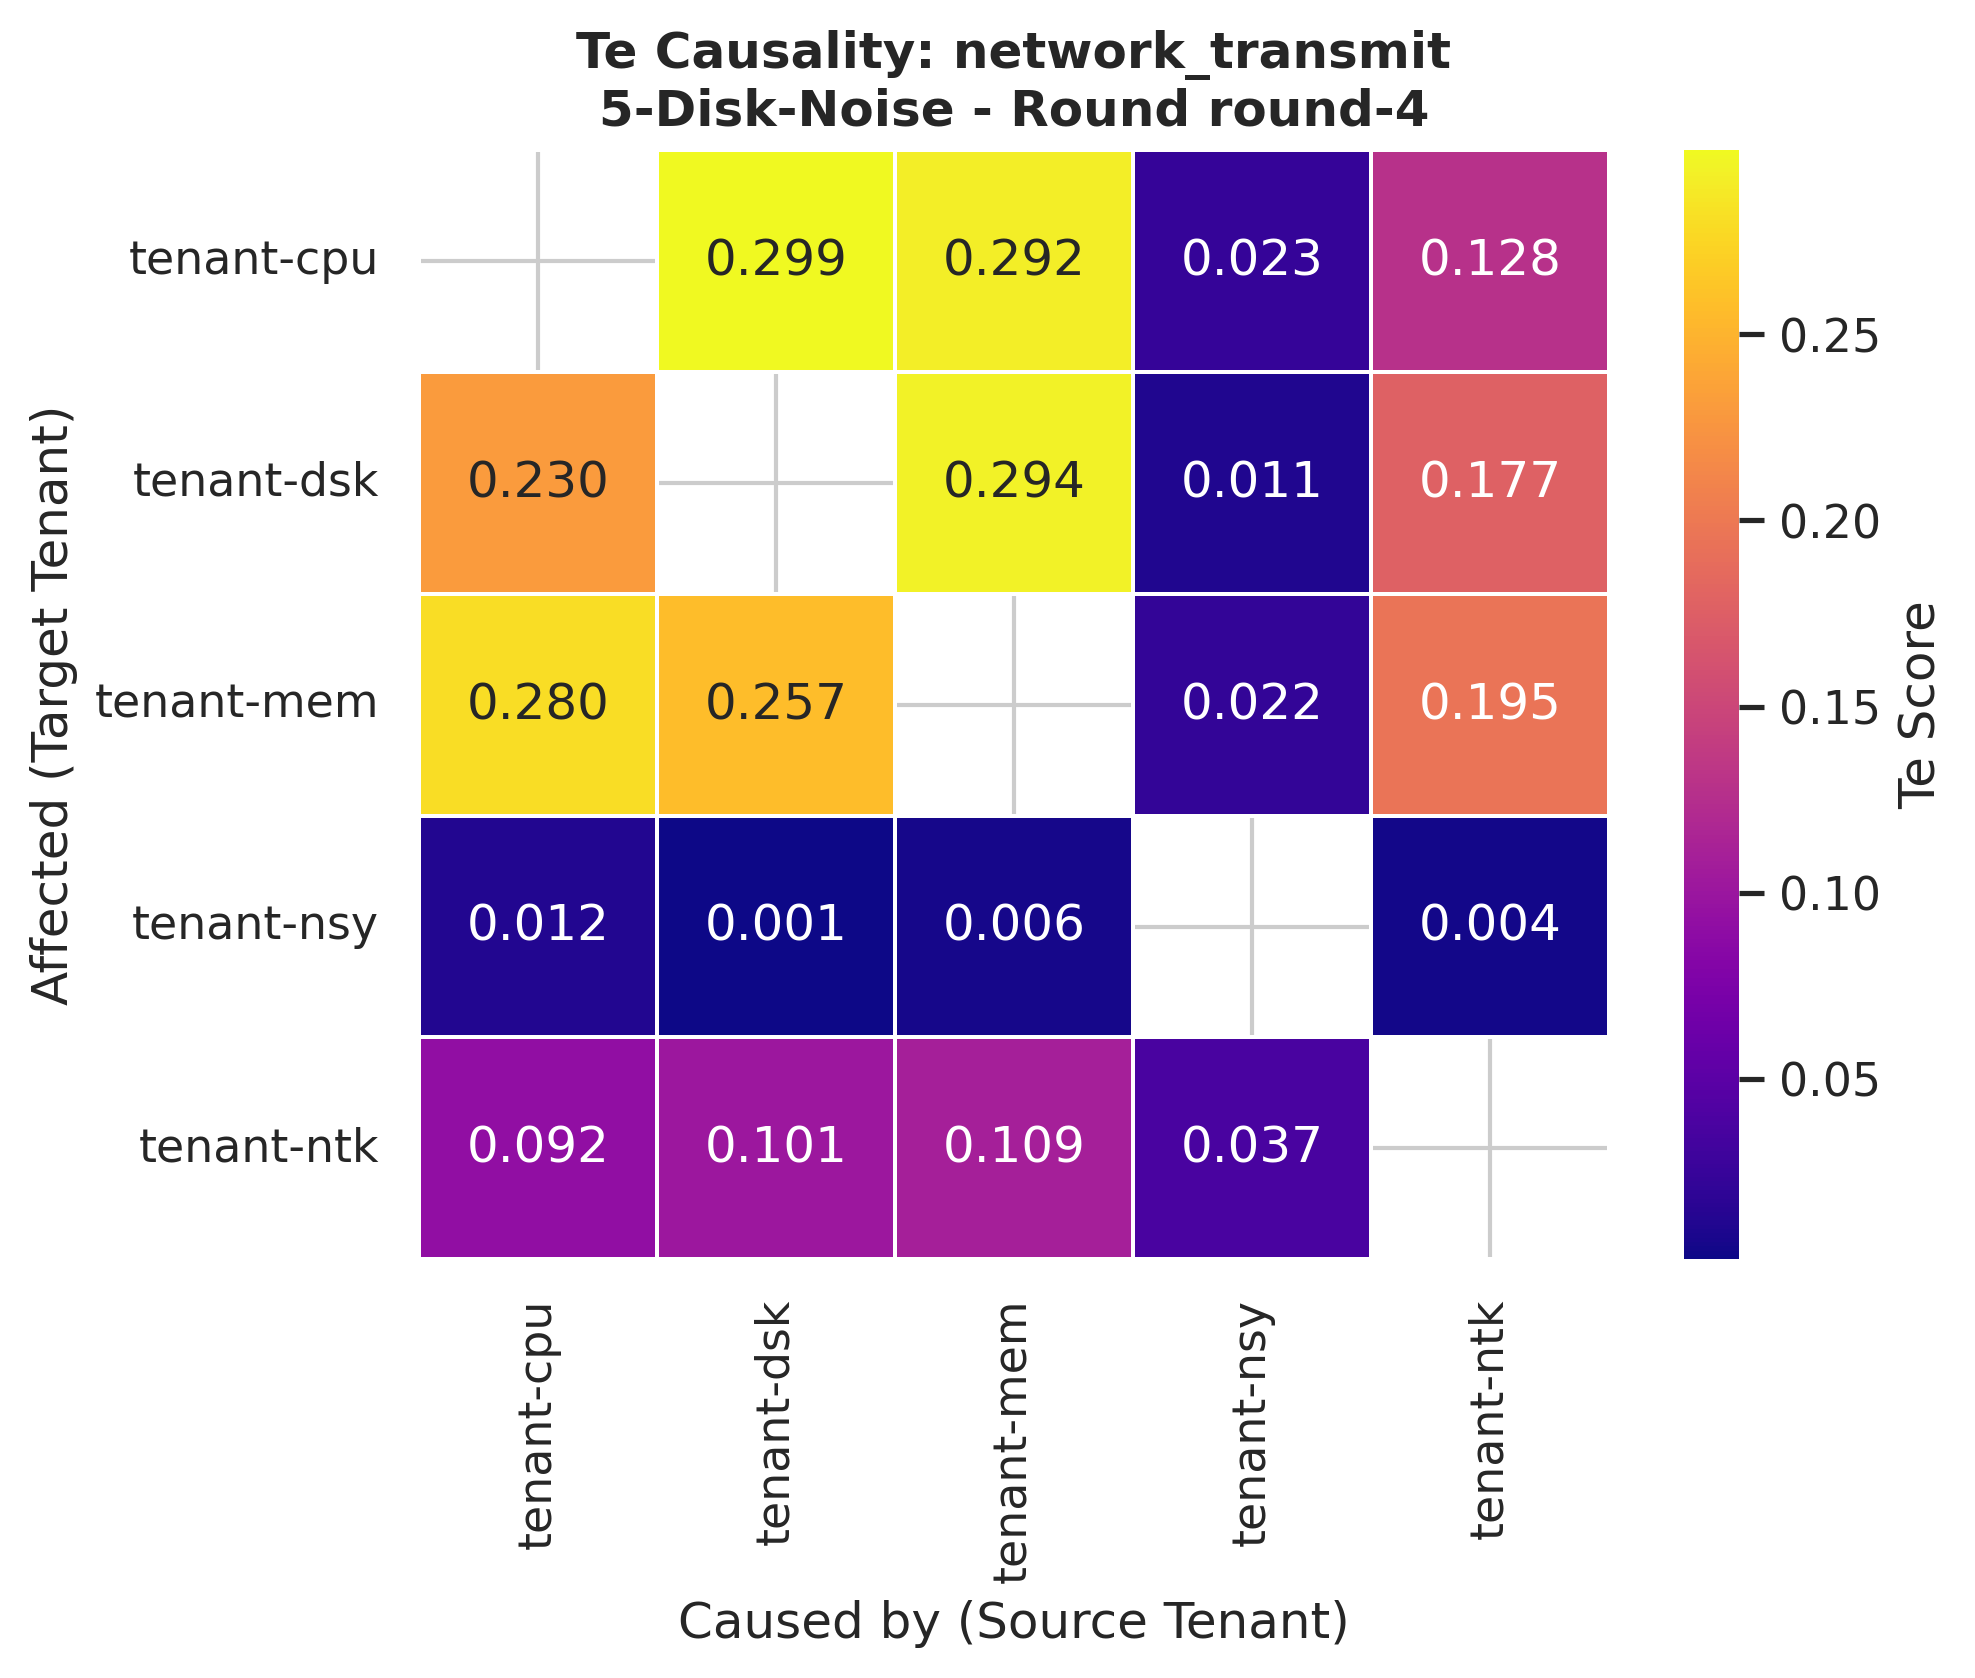 Te Causality: network_transmit
5-Disk-Noise - Round round-4
Affected (Target Tenant)
tenant-cpu 0.299 0.292 0.023 0.128
tenant-dsk 0.230 0.294 0.011 0.177
tenant-mem 0.280 0.257 0.022 0.195
tenant-nsy 0.012 0.001 0.006 0.004
tenant-ntk 0.092 0.101 0.109 0.037
tenant-cpu tenant-dsk tenant-mem tenant-nsy tenant-ntk
Caused by (Source Tenant)
0.25
0.20
0.15
0.10
0.05
Te Score